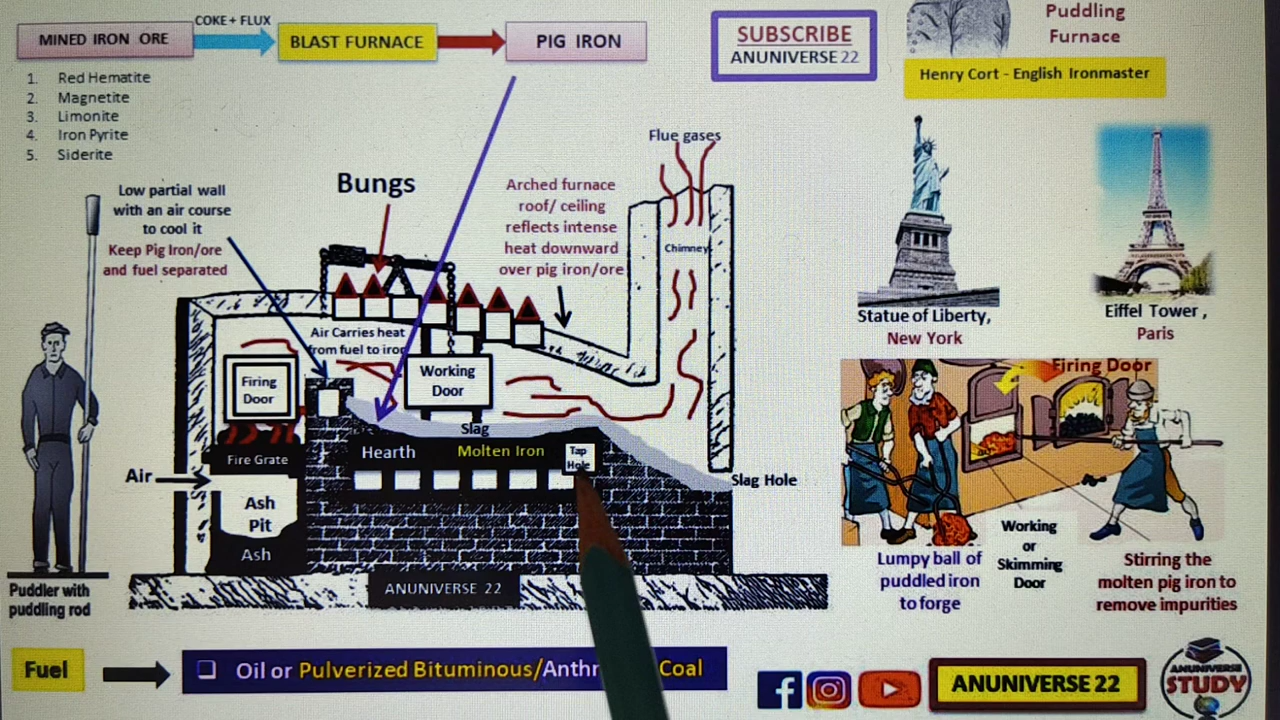 MINED IRON ORE
COKE + FLUX
BLAST FURNACE
PIG IRON
1. Red Hematite
2. Magnetite
3. Limonite
4. Iron Pyrite
5. Siderite
SUBSCRIBE
ANUNIVERSE 22
Puddling
Furnace
Henry Cort - English Ironmaster
Low partial wall
with an air course
to cool it
Keep Pig Iron/ore
and fuel separated
Bungs
Arched furnace
roof/ ceiling
reflects intense
heat downward
over pig iron/ore
Flue gases
Chimney
Air Carries heat
from fuel to iron
Firing
Door
Working
Door
Slag
Hearth
Molten Iron
Tap
Hole
Fire Grate
Air
Ash
Pit
Ash
Slag Hole
ANUNIVERSE 22
Puddler with
puddling rod
Statue of Liberty,
New York
Eiffel Tower ,
Paris
Firing Door
Lumpy ball of
puddled iron
to forge
Working
or
Skimming
Door
Stirring the
molten pig iron to
remove impurities
Fuel
Oil or Pulverized Bituminous/Anthr Coal
ANUNIVERSE 22
ANUNIVERSE
STUDY